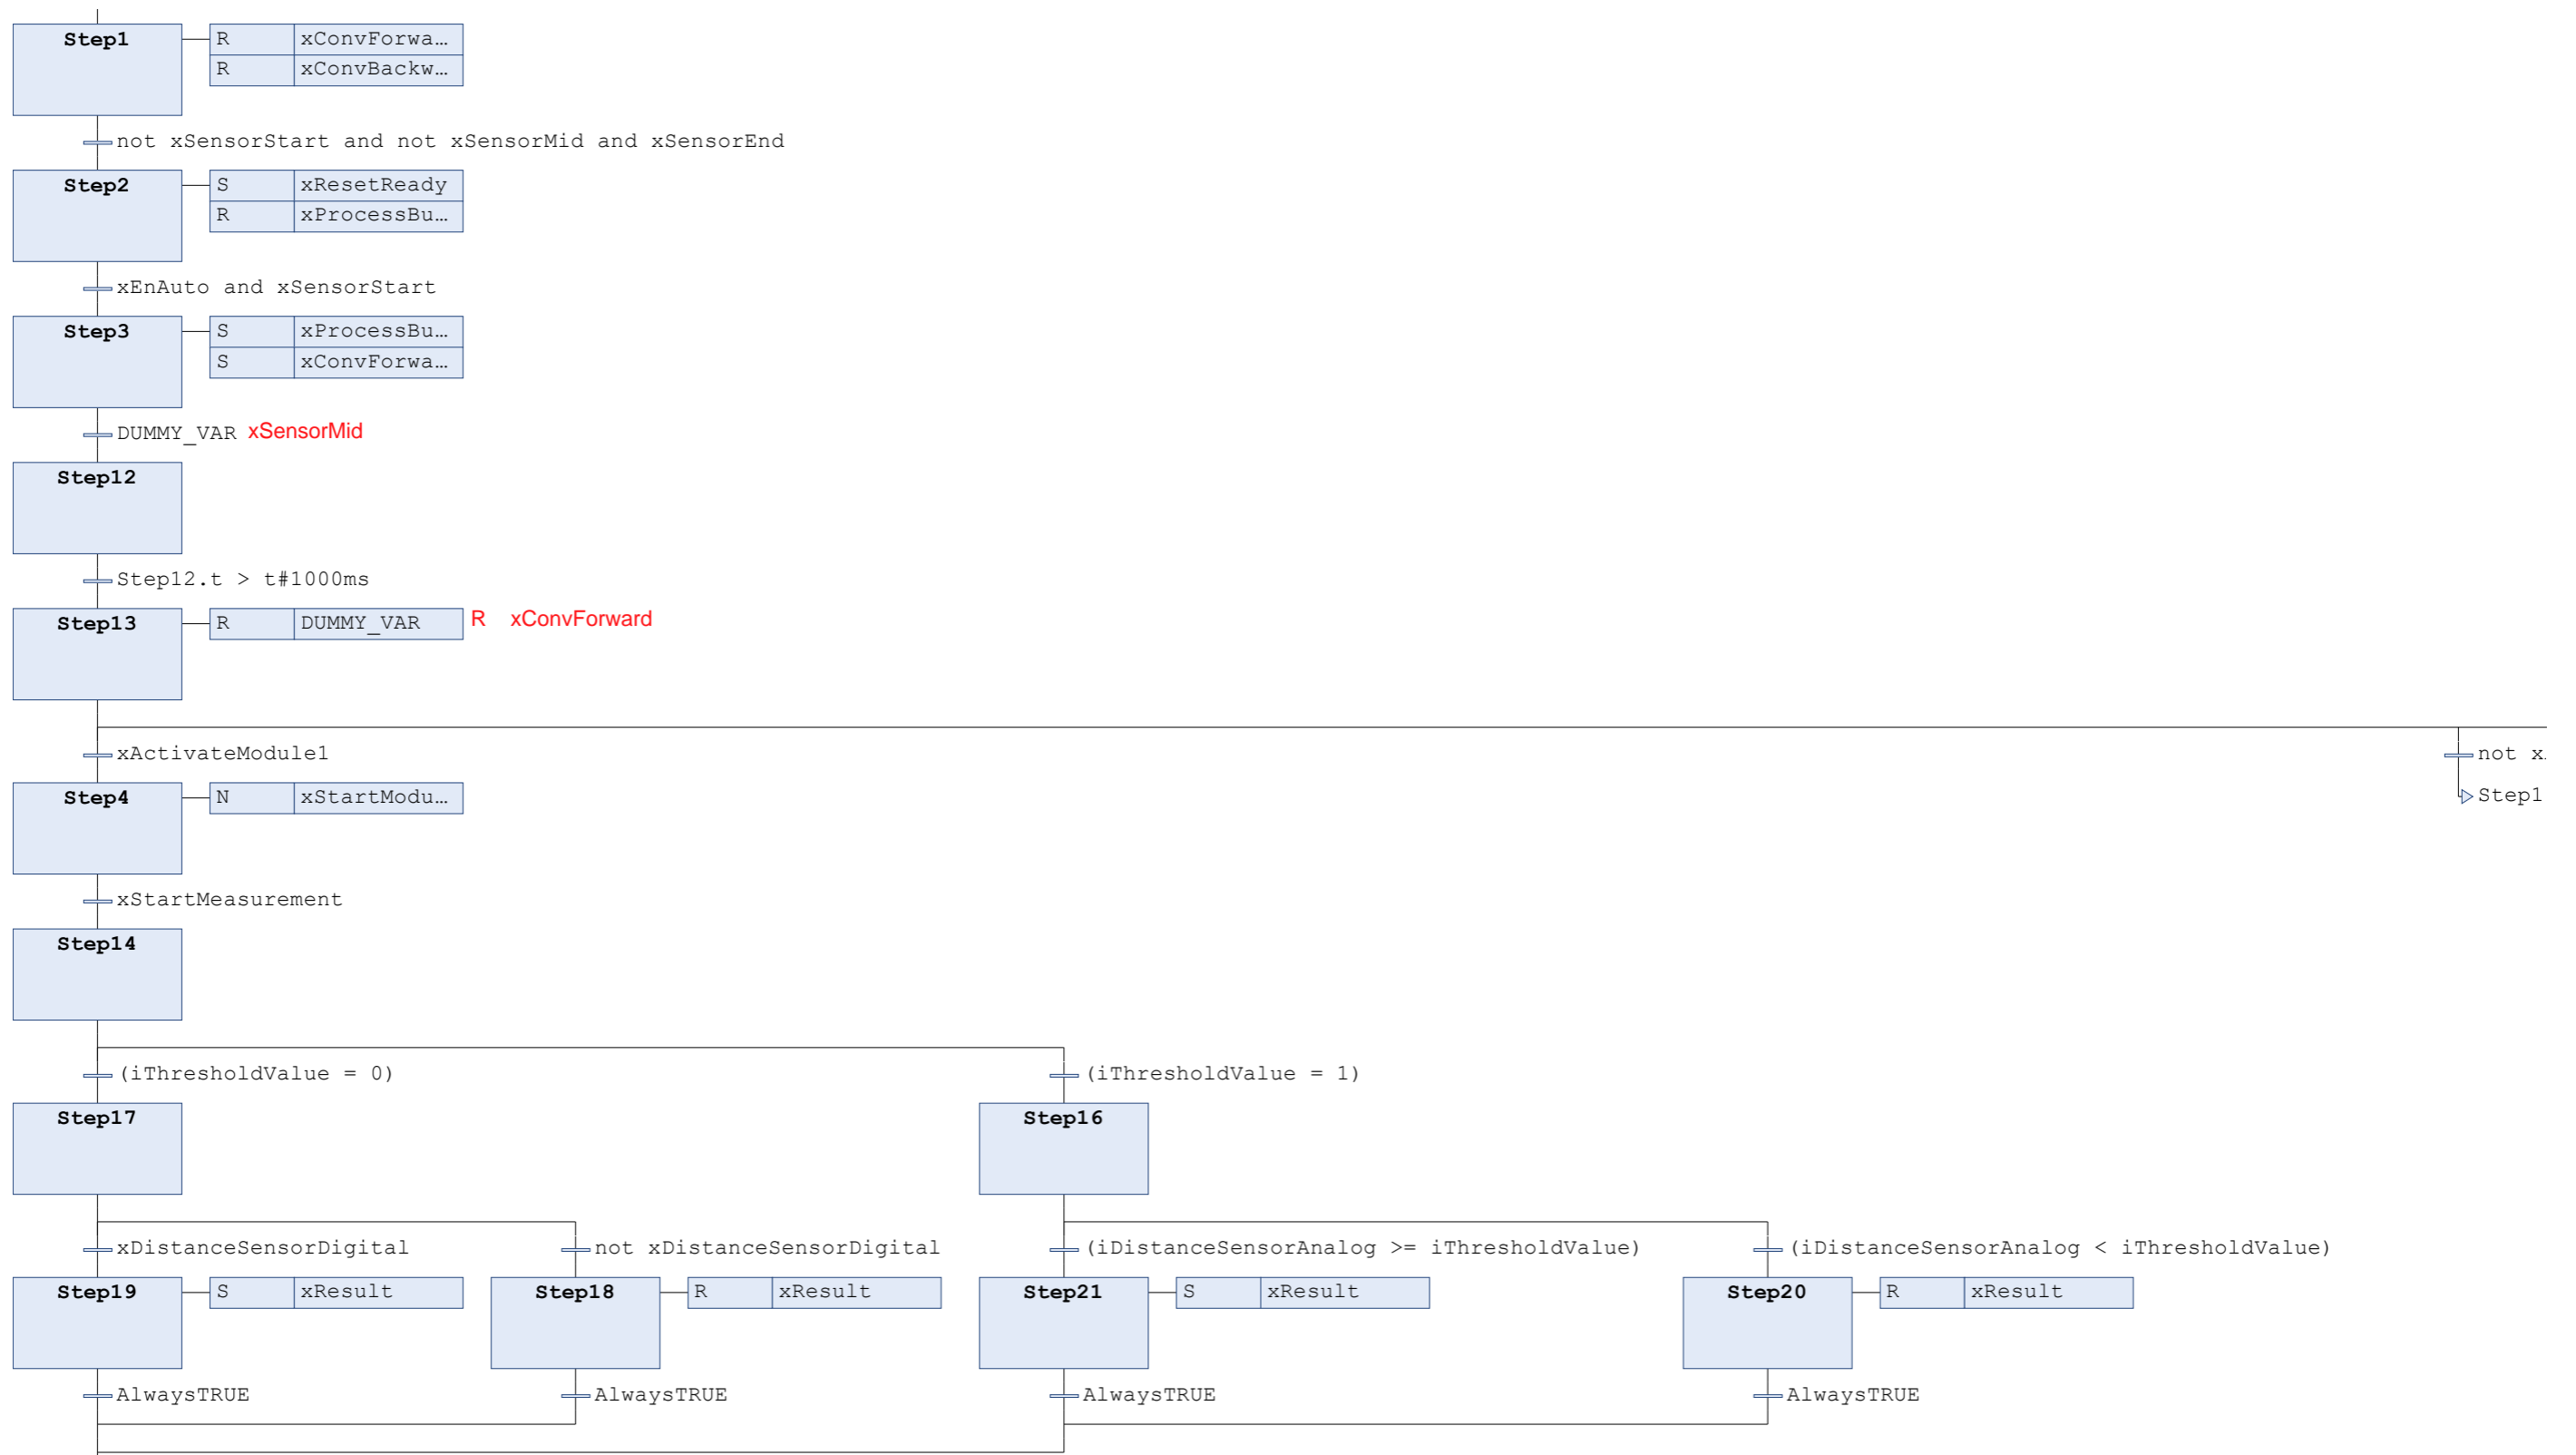 Step1 R xConvForwa…
R xConvBackw…
not xSensorStart and not xSensorMid and xSensorEnd
Step2 S xResetReady
R xProcessBu…
xEnAuto and xSensorStart
Step3 S xProcessBu…
S xConvForwa…
DUMMY_VAR xSensorMid
Step12
Step12.t > t#1000ms
Step13 R DUMMY_VAR R xConvForward
xActivateModule1 not x
Step4 N xStartModu… Step1
xStartMeasurement
Step14
(iThresholdValue = 0) (iThresholdValue = 1)
Step17 Step16
xDistanceSensorDigital not xDistanceSensorDigital (iDistanceSensorAnalog >= iThresholdValue) (iDistanceSensorAnalog < iThresholdValue)
Step19 S xResult Step18 R xResult Step21 S xResult Step20 R xResult
AlwaysTRUE AlwaysTRUE AlwaysTRUE AlwaysTRUE